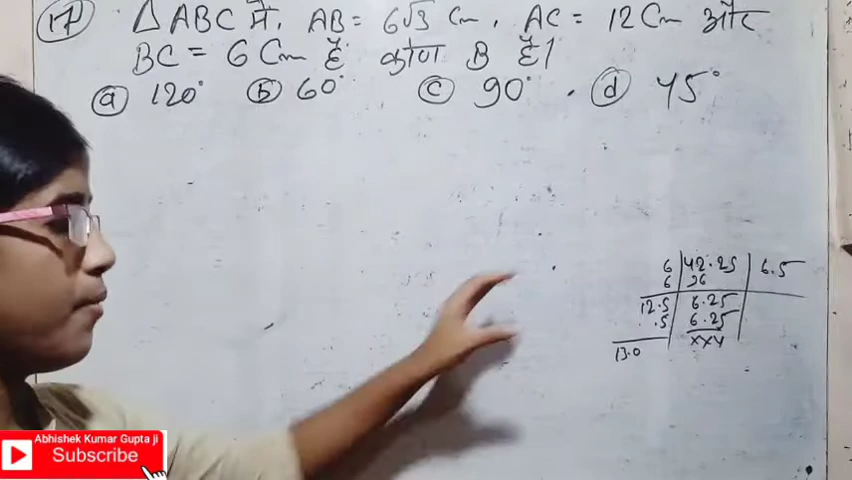 17 Δ ABC में, AB = 6√3 Cm, AC = 12 Cm और
BC = 6 Cm है कोण B है।
a 120° b 60° c 90° d 45°
6 42.25 6.5
6 36
12.5 6.25
.5 6.25
13.0 xxx
Abhishek Kumar Gupta ji
Subscribe